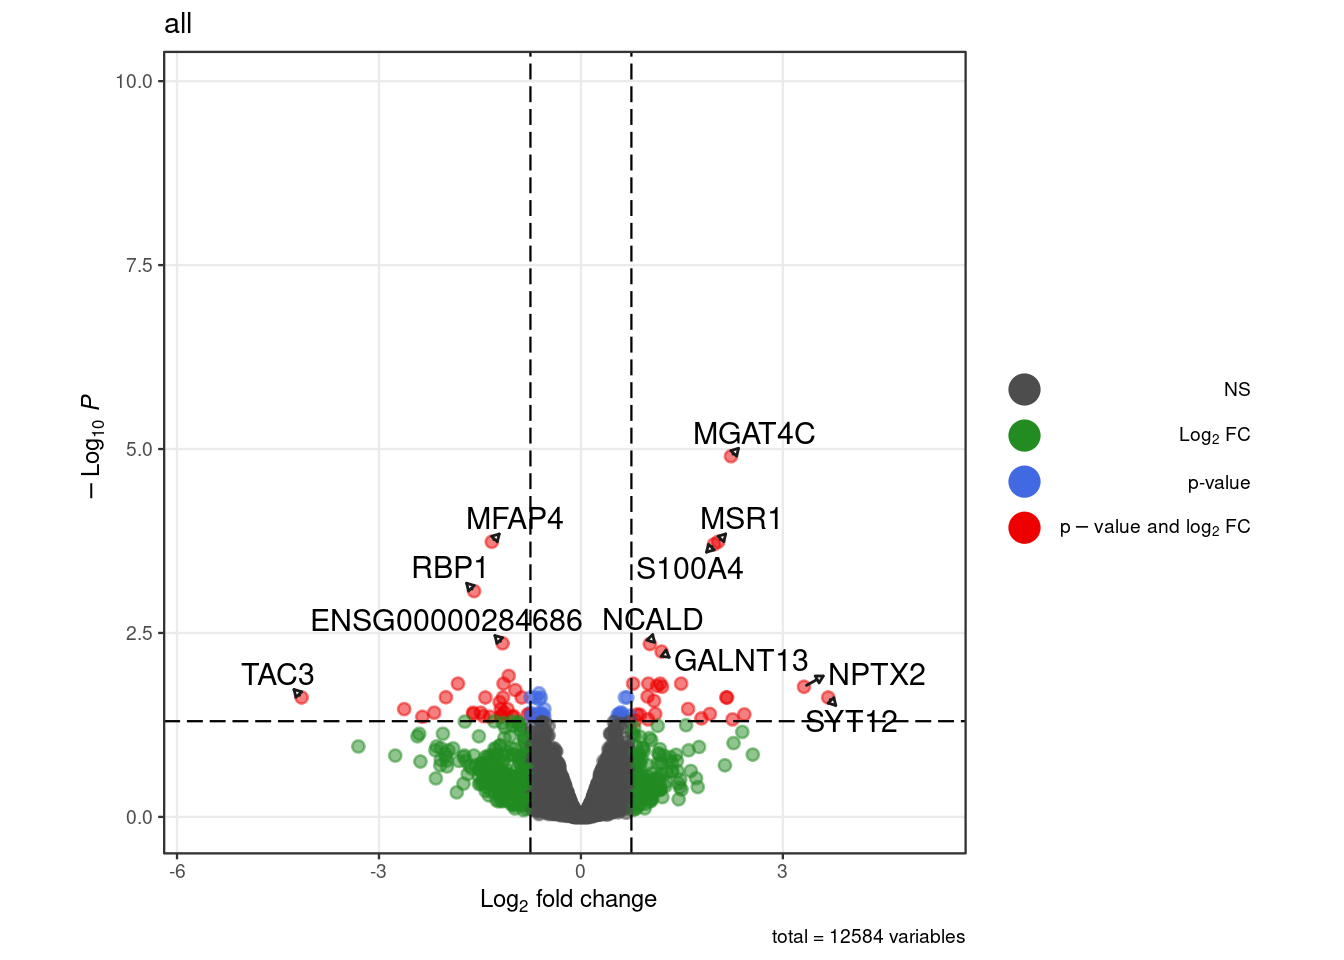 all
10.0
7.5
5.0
2.5
0.0
− Log10 P
MGAT4C
MFAP4
MSR1
RBP1
S100A4
ENSG00000284686
NCALD
TAC3
GALNT13
NPTX2
SYT12
-6
-3
0
3
Log2 fold change
NS
Log2 FC
p-value
p − value and log2 FC
total = 12584 variables